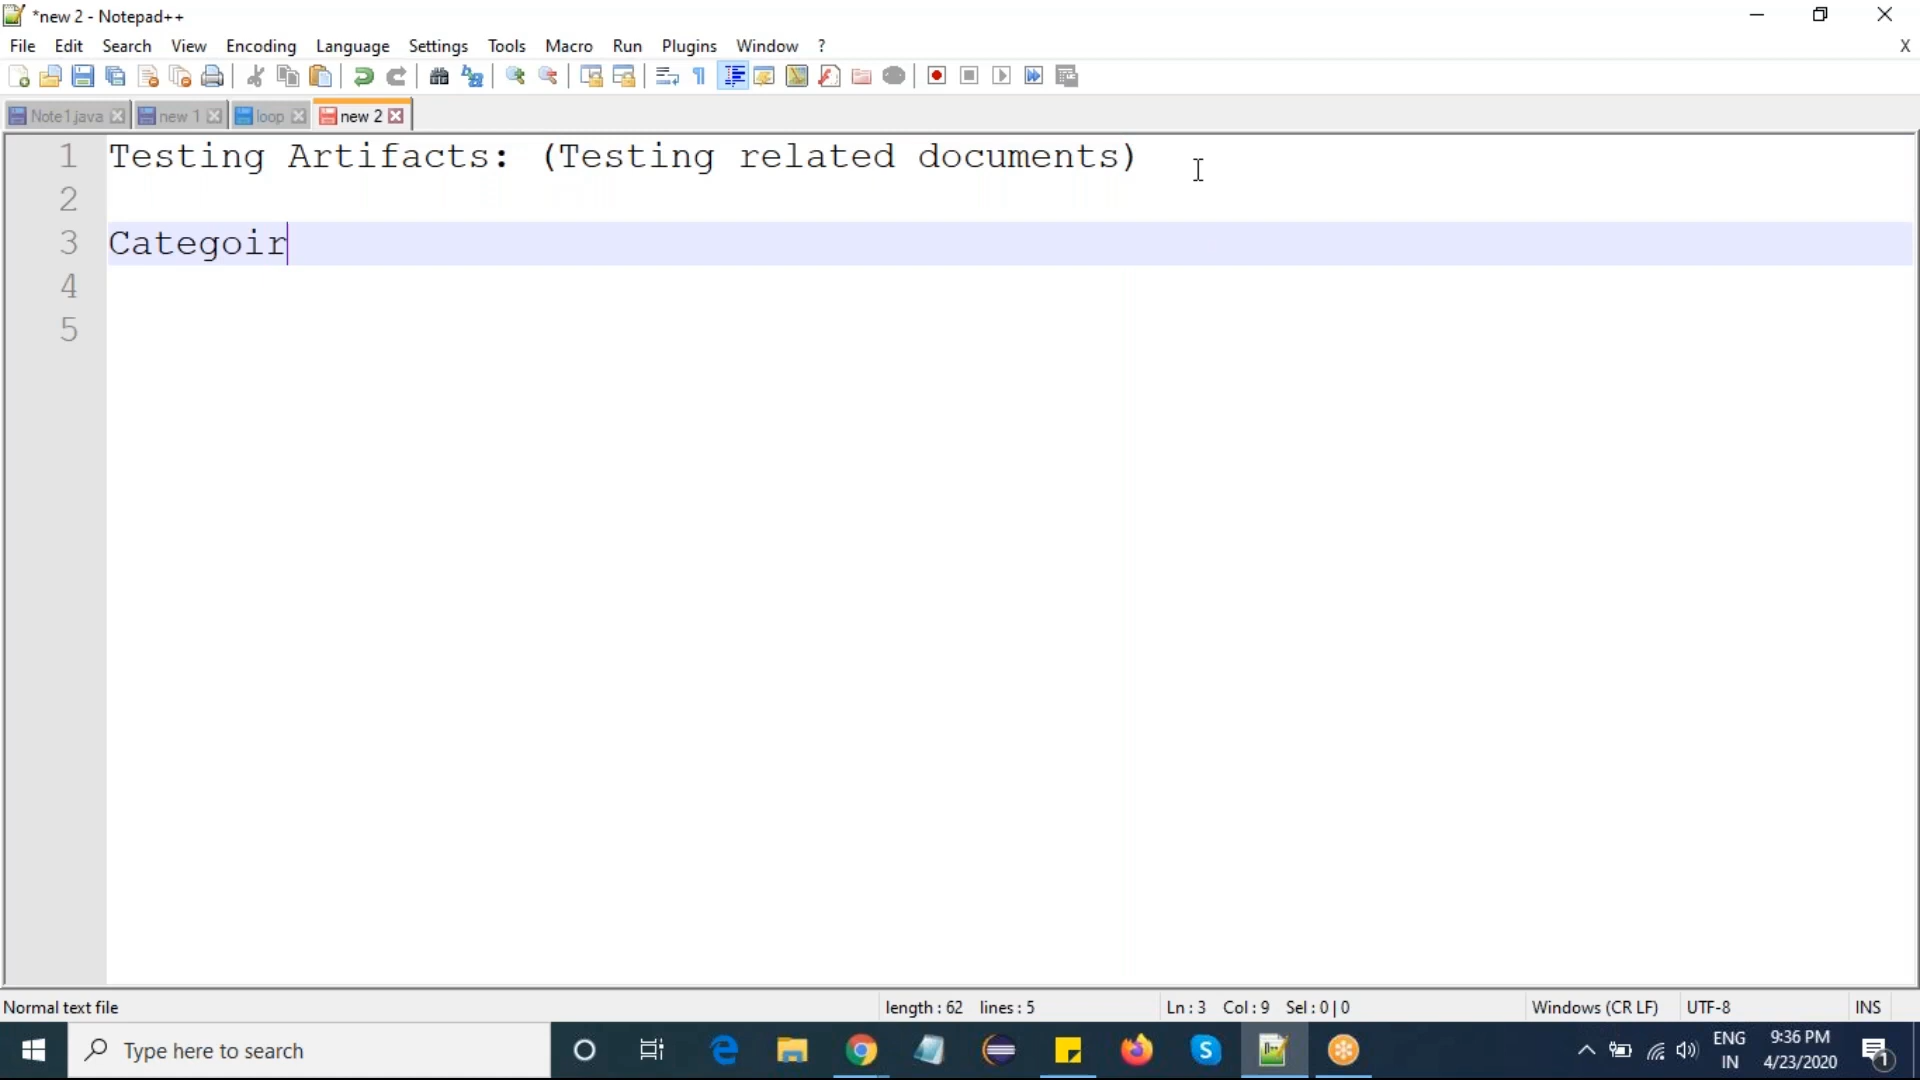 *new 2 - Notepad++
File Edit Search View Encoding Language Settings Tools Macro Run Plugins Window ? X
Note1.java new 1 loop new 2
1 Testing Artifacts: (Testing related documents)
2
3 Categoir
4
5
Normal text file length : 62 lines : 5 Ln : 3 Col : 9 Sel : 0 | 0 Windows (CR LF) UTF-8 INS
Type here to search ENG 9:36 PM
IN 4/23/2020 1